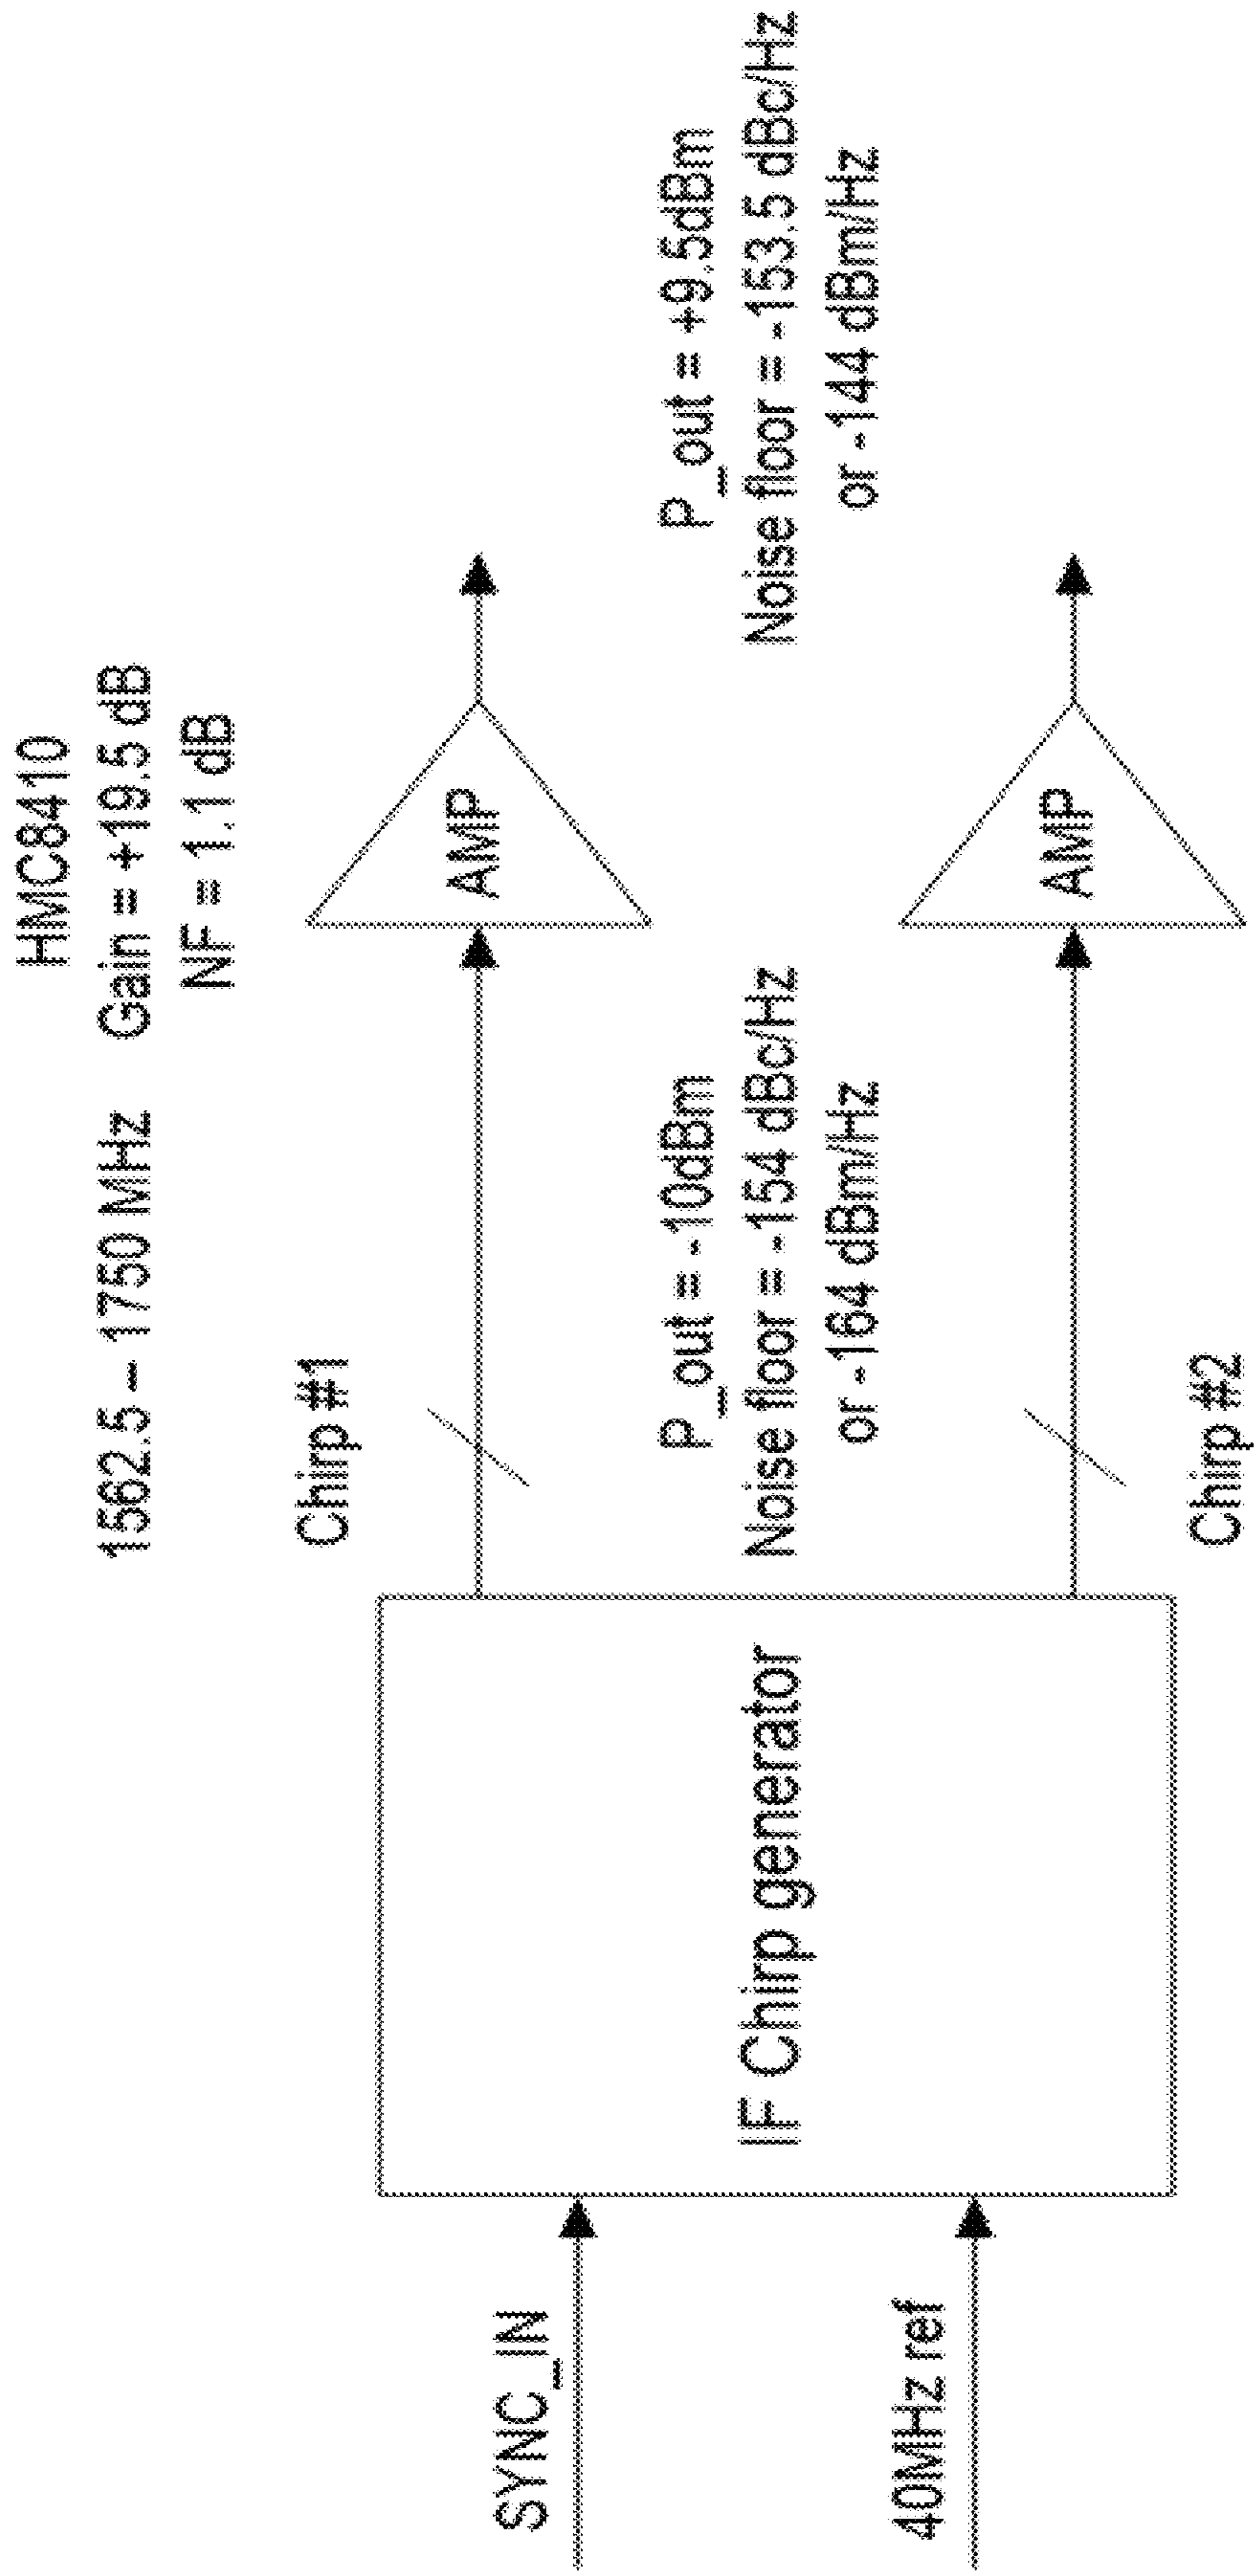 HMC8410
1562.5 – 1750 MHz
Gain = +19.5 dB
NF = 1.1 dB
Chirp #1
SYNC_IN
AMP
P_out = -10dBm
Noise floor = -154 dBc/Hz
or -164 dBm/Hz
P_out = +9.5dBm
Noise floor = -153.5 dBc/Hz
or -144 dBm/Hz
IF Chirp generator
40MHz ref
AMP
Chirp #2